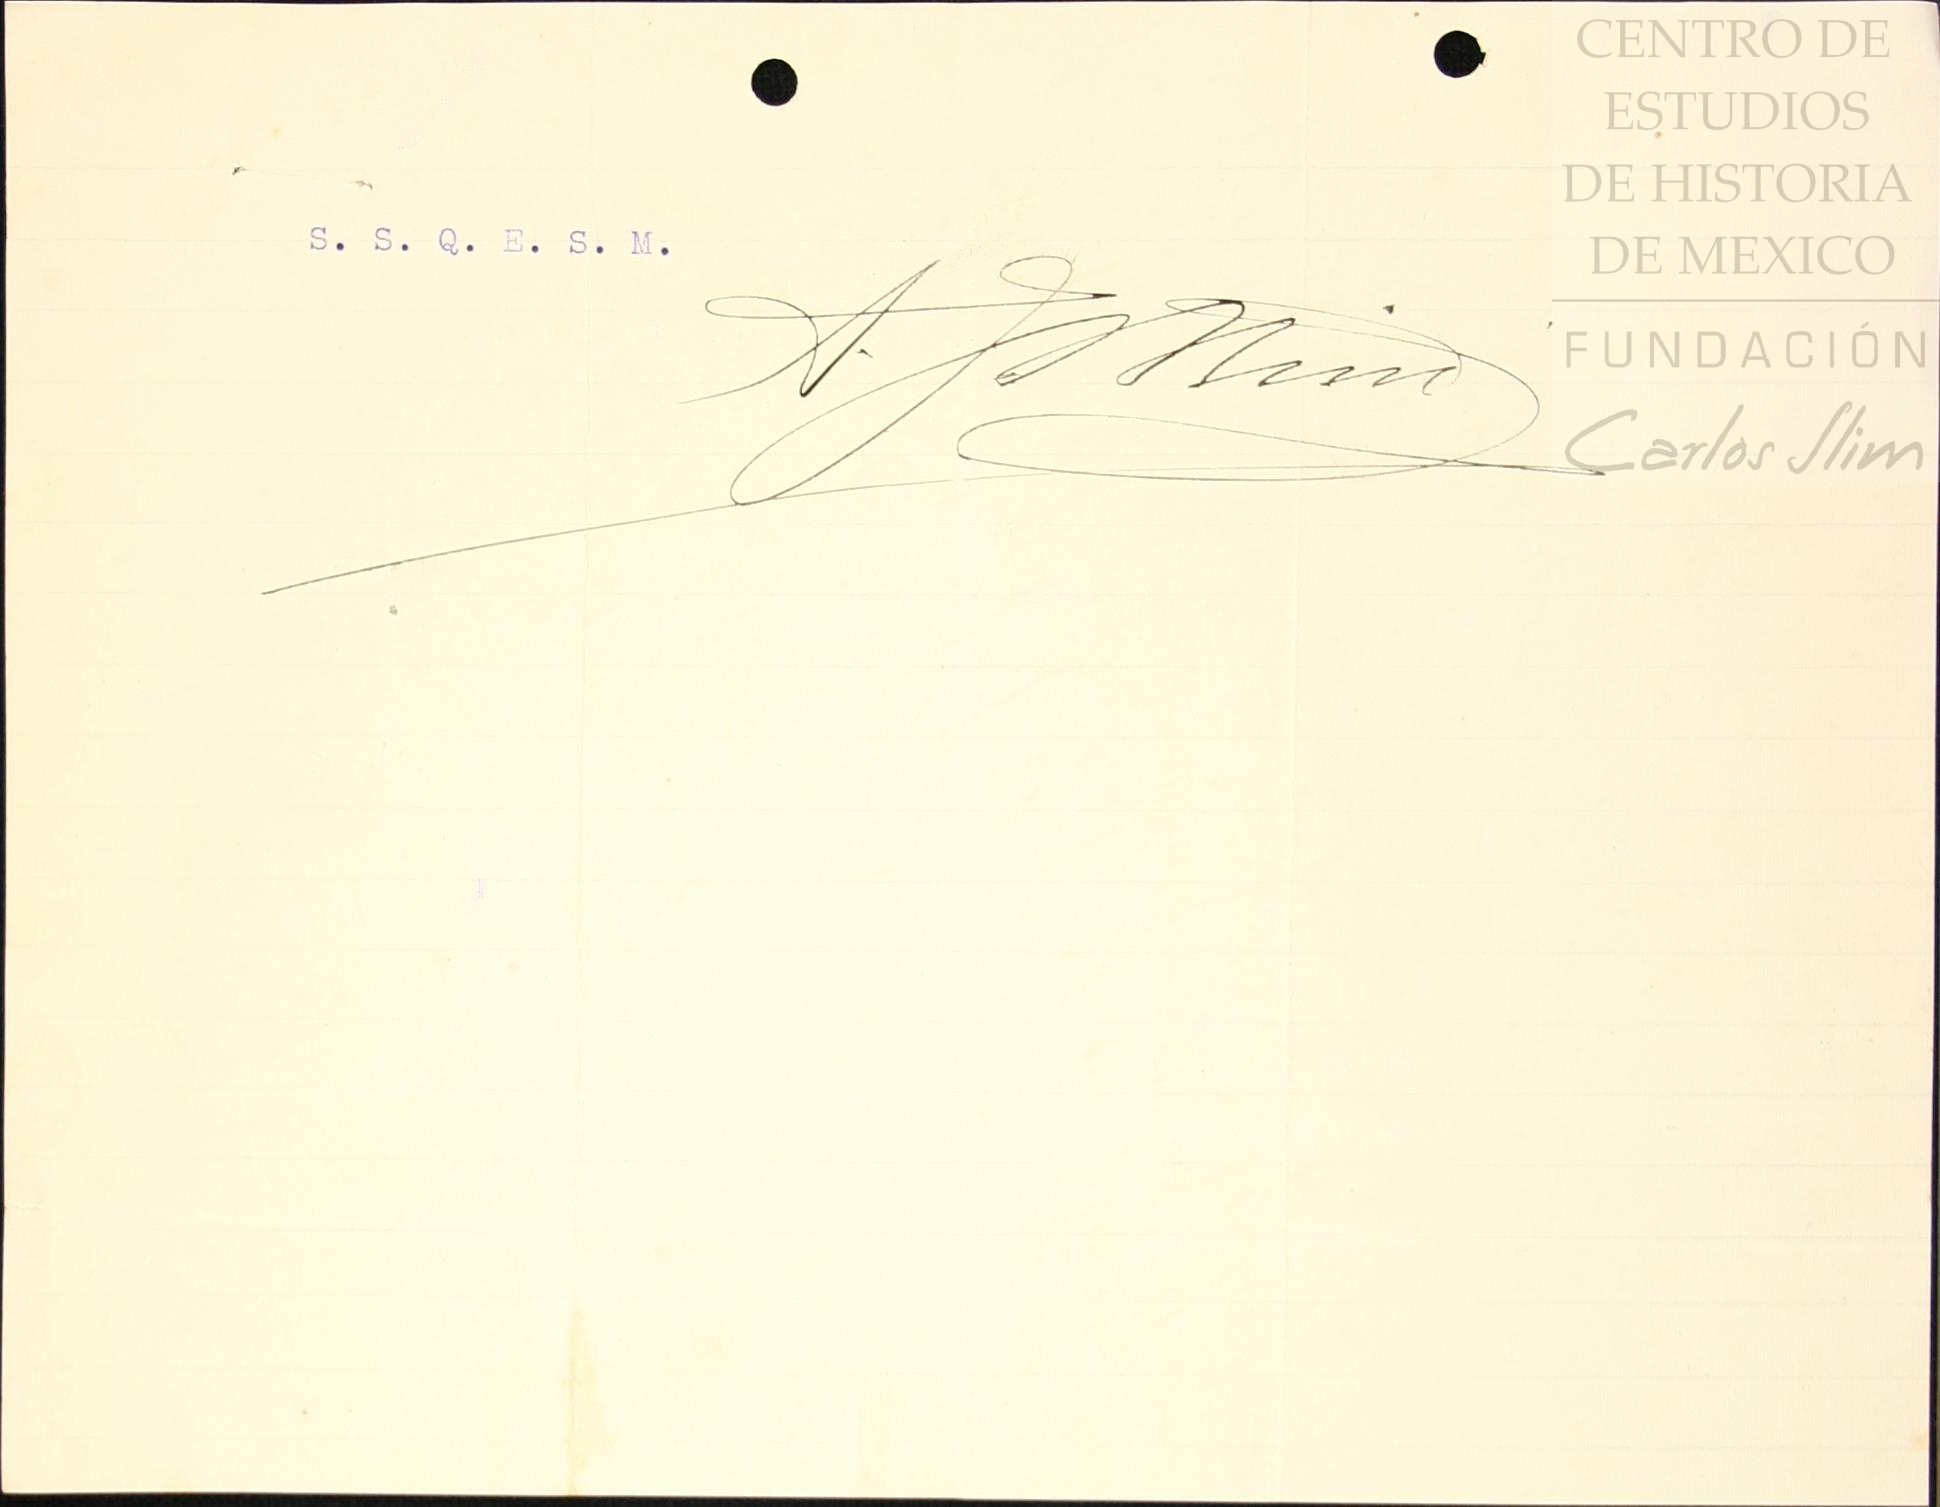 CENTRO DE
ESTUDIOS
DE HISTORIA
DE MEXICO
FUNDACIÓN
Carlos Slim
S. S. Q. E. S. M.